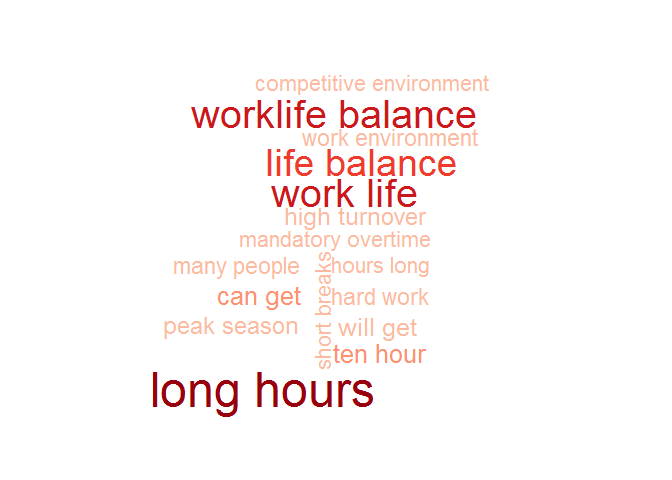 competitive environment
worklife balance
work environment
life balance
work life
high turnover
mandatory overtime
many people
hours long
short breaks
can get
hard work
peak season
will get
ten hour
long hours